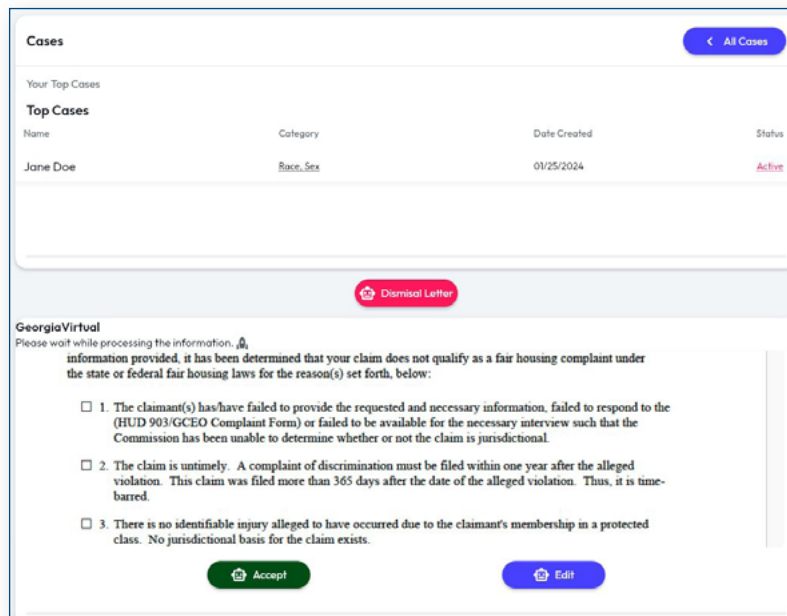 Cases
All Cases
Your Top Cases
Top Cases
Name Category Date Created Status
Jane Doe Race, Sex 01/25/2024 Active
Dismisal Letter
GeorgiaVirtual
Please wait while processing the information.
information provided, it has been determined that your claim does not qualify as a fair housing complaint under
the state or federal fair housing laws for the reason(s) set forth, below:
1. The claimant(s) has/have failed to provide the requested and necessary information, failed to respond to the
(HUD 903/GCEO Complaint Form) or failed to be available for the necessary interview such that the
Commission has been unable to determine whether or not the claim is jurisdictional.
2. The claim is untimely. A complaint of discrimination must be filed within one year after the alleged
violation. This claim was filed more than 365 days after the date of the alleged violation. Thus, it is time-
barred.
3. There is no identifiable injury alleged to have occurred due to the claimant's membership in a protected
class. No jurisdictional basis for the claim exists.
Accept
Edit